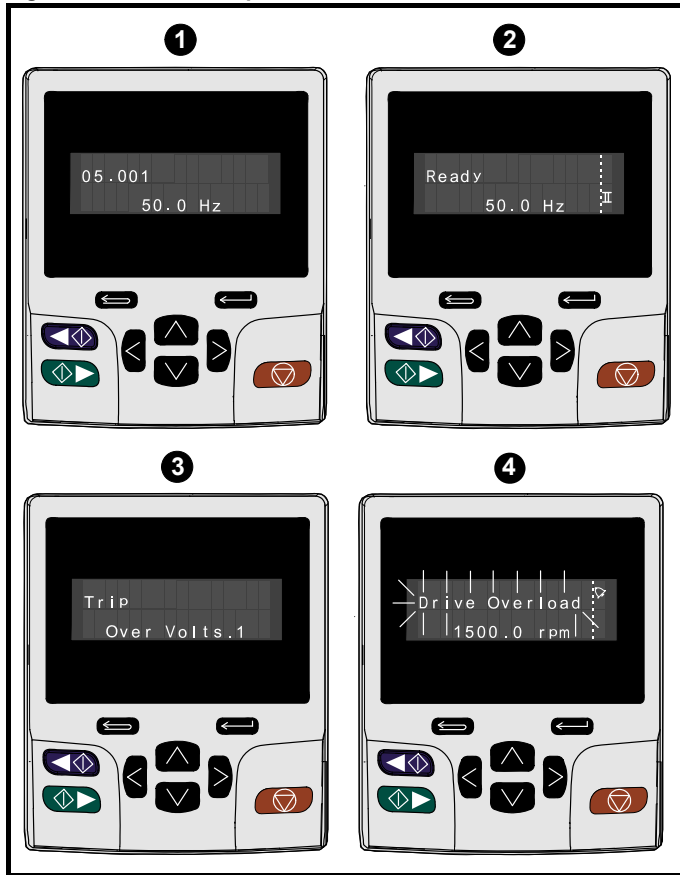 1
2
05.001
50.0 Hz
Ready
50.0 Hz
3
4
Trip
Over Volts.1
Drive Overload
1500.0 rpm